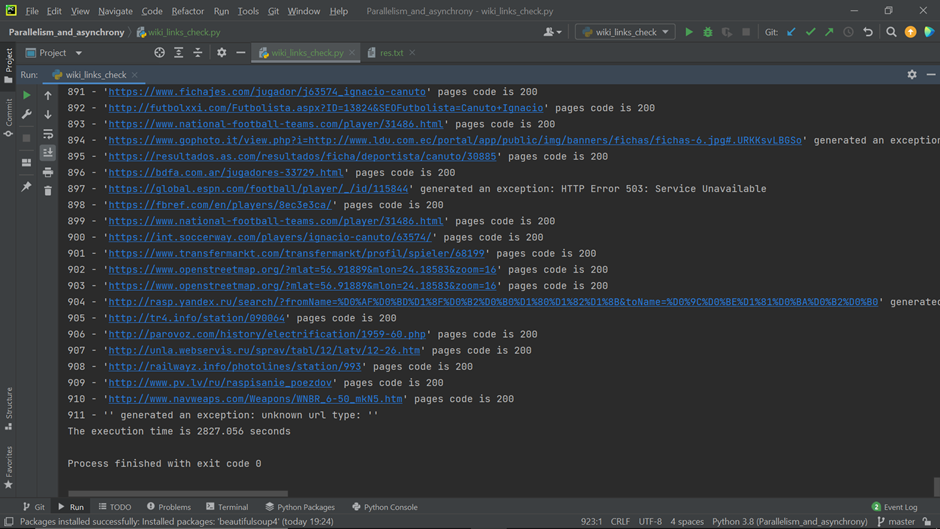 File Edit View Navigate Code Refactor Run Tools Git Window Help Parallelism_and_asynchrony - wiki_links_check.py
Parallelism_and_asynchrony wiki_links_check.py wiki_links_check Git:
Project wiki_links_check.py res.txt
Run: wiki_links_check
891 - 'https://www.fichajes.com/jugador/j63574_ignacio-canuto' pages code is 200
892 - 'http://futbolxxi.com/Futbolista.aspx?ID=13824&SEOFutbolista=Canuto+Ignacio' pages code is 200
893 - 'https://www.national-football-teams.com/player/31486.html' pages code is 200
894 - 'https://www.gophoto.it/view.php?i=http://www.ldu.com.ec/portal/app/public/img/banners/fichas/fichas-6.jpg#.URKKsvLBGSo' generated an exception
895 - 'https://resultados.as.com/resultados/ficha/deportista/canuto/30885' pages code is 200
896 - 'https://bdfa.com.ar/jugadores-33729.html' pages code is 200
897 - 'https://global.espn.com/football/player/_/id/115844' generated an exception: HTTP Error 503: Service Unavailable
898 - 'https://fbref.com/en/players/8ec3e3ca/' pages code is 200
899 - 'https://www.national-football-teams.com/player/31486.html' pages code is 200
900 - 'https://int.soccerway.com/players/ignacio-canuto/63574/' pages code is 200
901 - 'https://www.transfermarkt.com/transfermarkt/profil/spieler/68199' pages code is 200
902 - 'https://www.openstreetmap.org/?mlat=56.91889&mlon=24.18583&zoom=16' pages code is 200
903 - 'https://www.openstreetmap.org/?mlat=56.91889&mlon=24.18583&zoom=16' pages code is 200
904 - 'http://rasp.yandex.ru/search/?fromName=%D0%AF%D0%BD%D1%8F%D0%B2%D0%B0%D1%80%D1%82%D1%8B&toName=%D0%9C%D0%BE%D1%81%D0%BA%D0%B2%D0%B0' generated
905 - 'http://tr4.info/station/090064' pages code is 200
906 - 'http://parovoz.com/history/electrification/1959-60.php' pages code is 200
907 - 'http://unla.webservis.ru/sprav/tabl/12/latv/12-26.htm' pages code is 200
908 - 'http://railwayz.info/photolines/station/993' pages code is 200
909 - 'http://www.pv.lv/ru/raspisanie_poezdov' pages code is 200
910 - 'http://www.navweaps.com/Weapons/WNBR_6-50_mkN5.htm' pages code is 200
911 - '' generated an exception: unknown url type: ''
The execution time is 2827.056 seconds
Process finished with exit code 0
Project
Commit
Structure
Favorites
Git Run TODO Problems Terminal Python Packages Python Console 2 Event Log
Packages installed successfully: Installed packages: 'beautifulsoup4' (today 19:24) 923:1 CRLF UTF-8 4 spaces Python 3.8 (Parallelism_and_asynchrony) master